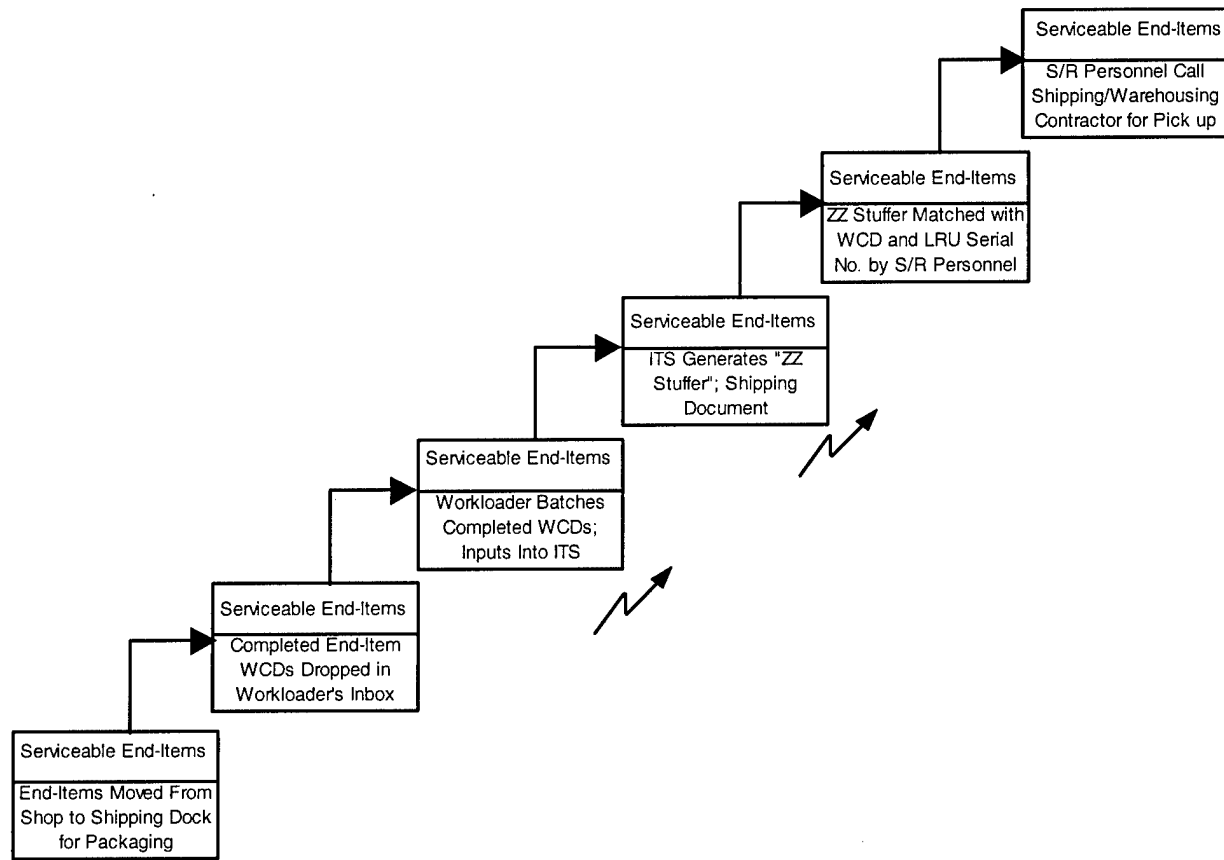 Serviceable End-Items
S/R Personnel Call
Shipping/Warehousing
Contractor for Pick up
Serviceable End-Items
ZZ Stuffer Matched with
WCD and LRU Serial
No. by S/R Personnel
Serviceable End-Items
ITS Generates "ZZ
Stuffer"; Shipping
Document
Serviceable End-Items
Workloader Batches
Completed WCDs;
Inputs Into ITS
Serviceable End-Items
Completed End-Item
WCDs Dropped in
Workloader's Inbox
Serviceable End-Items
End-Items Moved From
Shop to Shipping Dock
for Packaging